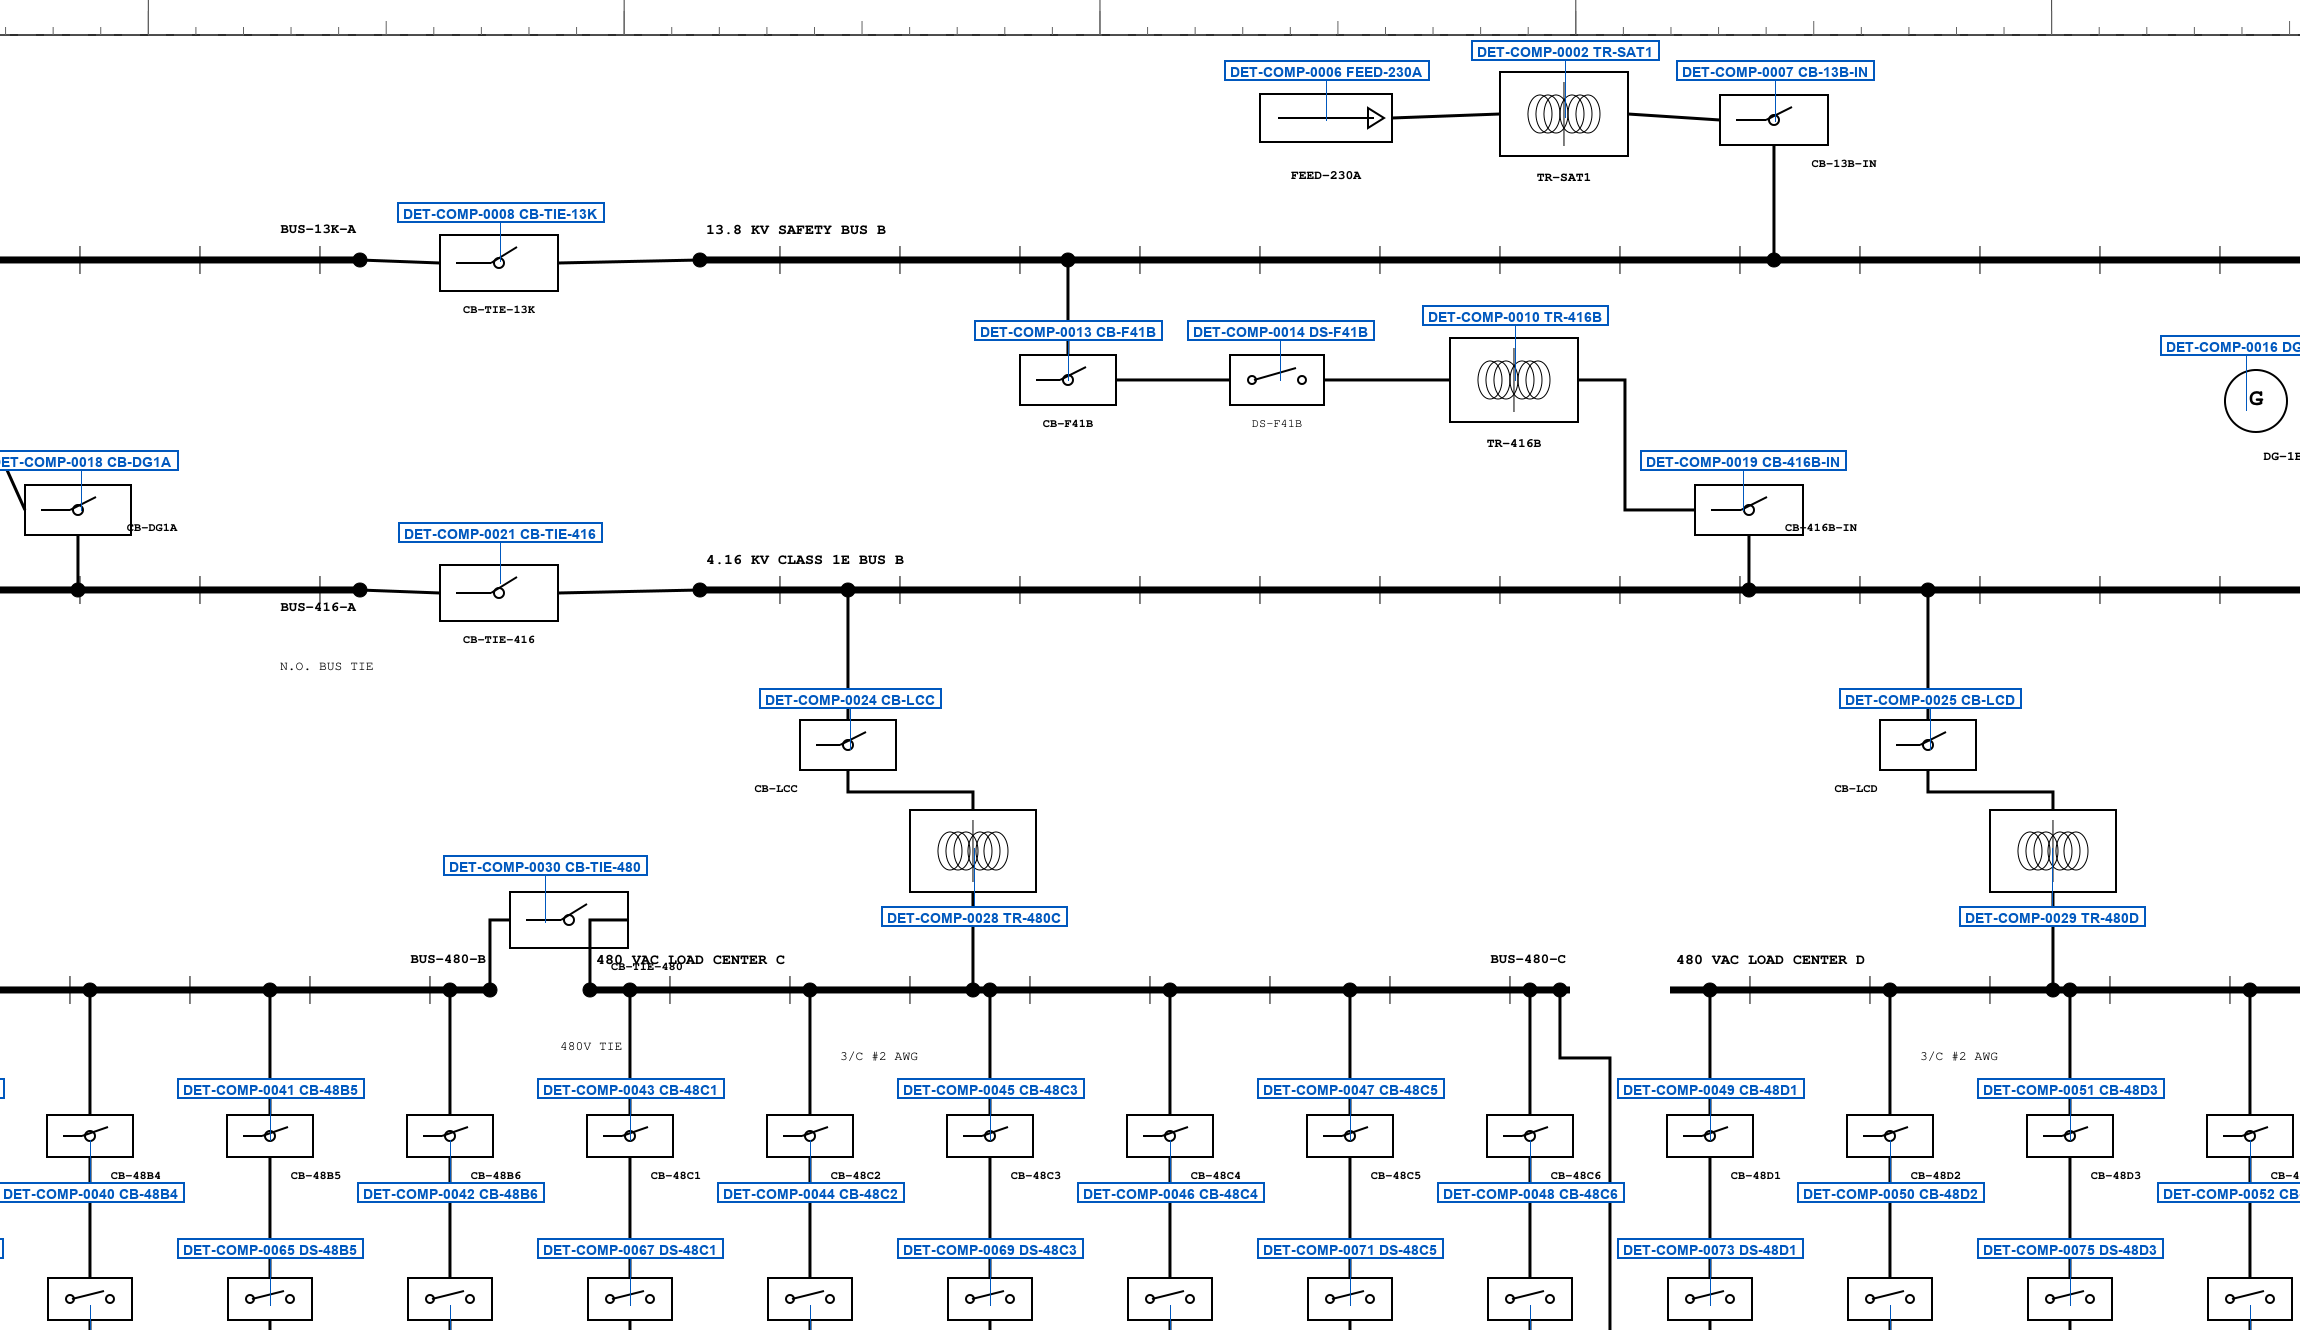 DET-COMP-0002 TR-SAT1
DET-COMP-0006 FEED-230A
DET-COMP-0007 CB-13B-IN
CB-13B-IN
FEED-230A
TR-SAT1
DET-COMP-0008 CB-TIE-13K
BUS-13K-A
13.8 KV SAFETY BUS B
CB-TIE-13K
DET-COMP-0010 TR-416B
DET-COMP-0013 CB-F41B
DET-COMP-0014 DS-F41B
DET-COMP-0016 DG
G
CB-F41B
DS-F41B
TR-416B
DG-1B
ET-COMP-0018 CB-DG1A
DET-COMP-0019 CB-416B-IN
CB-DG1A
CB-416B-IN
DET-COMP-0021 CB-TIE-416
4.16 KV CLASS 1E BUS B
BUS-416-A
CB-TIE-416
N.O. BUS TIE
DET-COMP-0024 CB-LCC
DET-COMP-0025 CB-LCD
CB-LCC
CB-LCD
DET-COMP-0030 CB-TIE-480
DET-COMP-0028 TR-480C
DET-COMP-0029 TR-480D
BUS-480-B
480 VAC LOAD CENTER C
BUS-480-C
480 VAC LOAD CENTER D
CB-TIE-480
480V TIE
3/C #2 AWG
3/C #2 AWG
DET-COMP-0041 CB-48B5
DET-COMP-0043 CB-48C1
DET-COMP-0045 CB-48C3
DET-COMP-0047 CB-48C5
DET-COMP-0049 CB-48D1
DET-COMP-0051 CB-48D3
CB-48B4
CB-48B5
CB-48B6
CB-48C1
CB-48C2
CB-48C3
CB-48C4
CB-48C5
CB-48C6
CB-48D1
CB-48D2
CB-48D3
CB-4
DET-COMP-0040 CB-48B4
DET-COMP-0042 CB-48B6
DET-COMP-0044 CB-48C2
DET-COMP-0046 CB-48C4
DET-COMP-0048 CB-48C6
DET-COMP-0050 CB-48D2
DET-COMP-0052 CB-
DET-COMP-0065 DS-48B5
DET-COMP-0067 DS-48C1
DET-COMP-0069 DS-48C3
DET-COMP-0071 DS-48C5
DET-COMP-0073 DS-48D1
DET-COMP-0075 DS-48D3